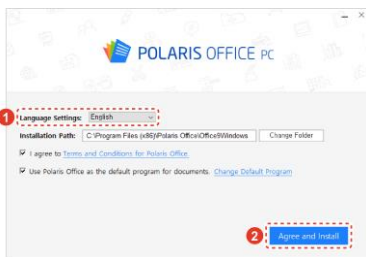 POLARIS OFFICE PC
1 Language Settings: English
Installation Path: C:\Program Files (x86)\Polaris Office\Office9\Windows Change Folder
I agree to Terms and Conditions for Polaris Office
Use Polaris Office as the default program for documents. Change Default Program
2 Agree and Install